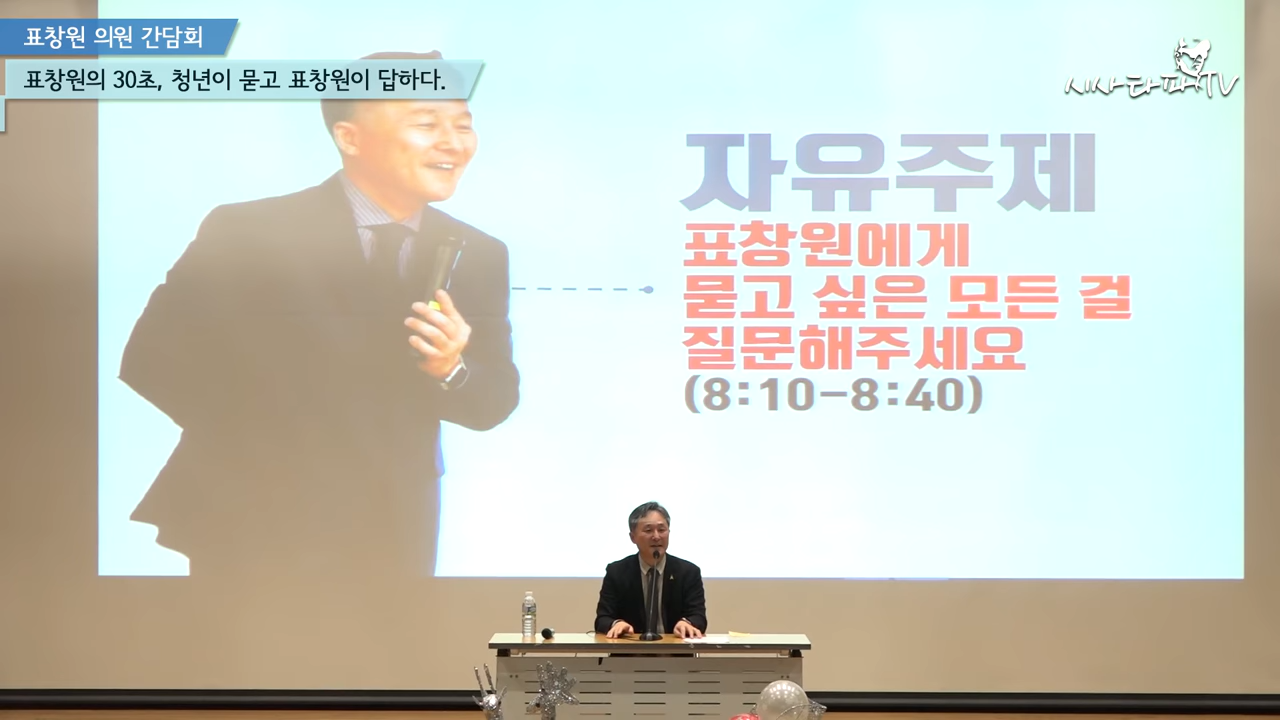 표창원 의원 간담회
표창원의 30초, 청년이 묻고 표창원이 답하다.
시사타파TV
자유주제
표창원에게
묻고 싶은 모든 걸
질문해주세요
(8:10-8:40)